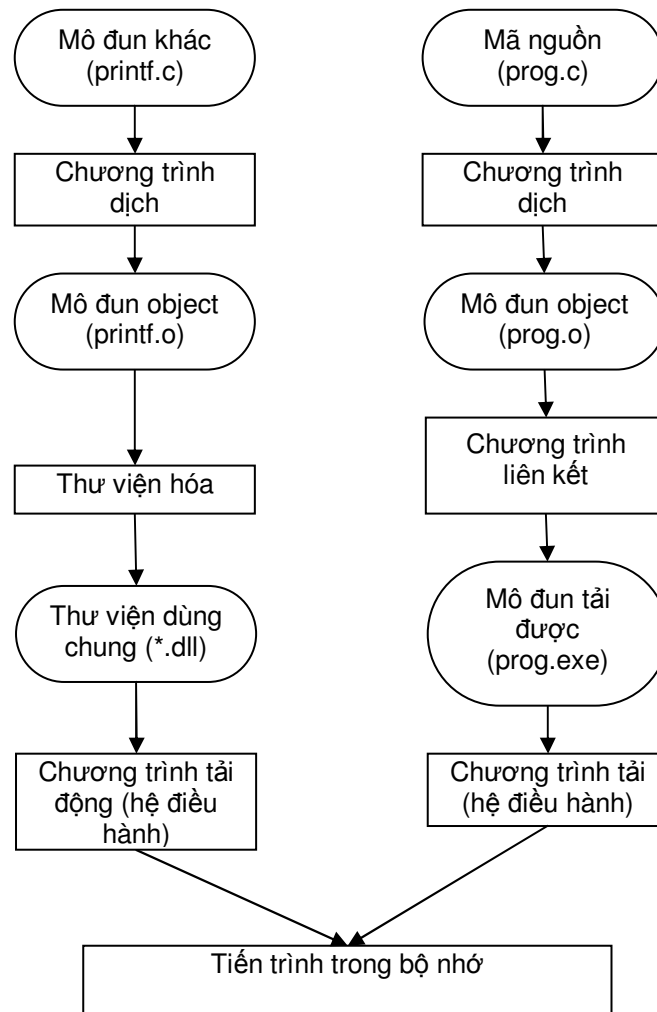 Mô đun khác
(printf.c)
Chương trình
dịch
Mô đun object
(printf.o)
Thư viện hóa
Thư viện dùng
chung (*.dll)
Chương trình tải
động (hệ điều
hành)
Mã nguồn
(prog.c)
Chương trình
dịch
Mô đun object
(prog.o)
Chương trình
liên kết
Mô đun tải
được
(prog.exe)
Chương trình tải
(hệ điều hành)
Tiến trình trong bộ nhớ